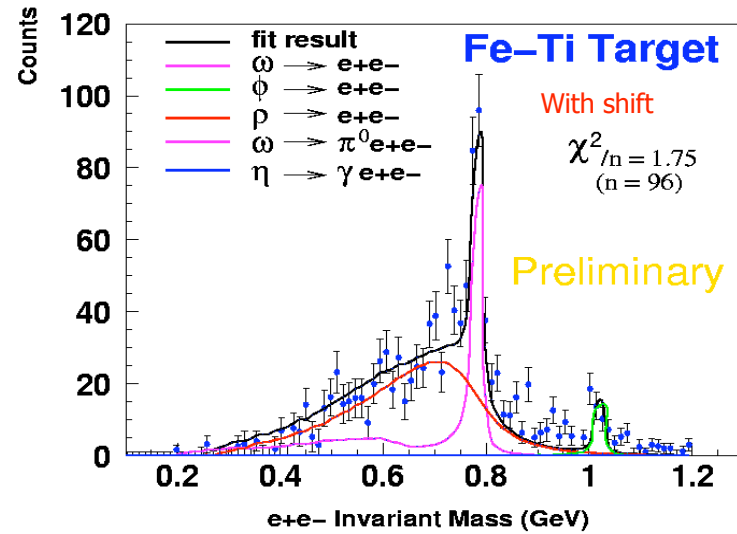 Counts
120
100
80
60
40
20
0
fit result
ω → e+e−
ϕ → e+e−
ρ → e+e−
ω → π⁰ e+e−
η → γ e+e−
Fe−Ti Target
With shift
χ²/n = 1.75
(n = 96)
Preliminary
0.2 0.4 0.6 0.8 1 1.2
e+e− Invariant Mass (GeV)